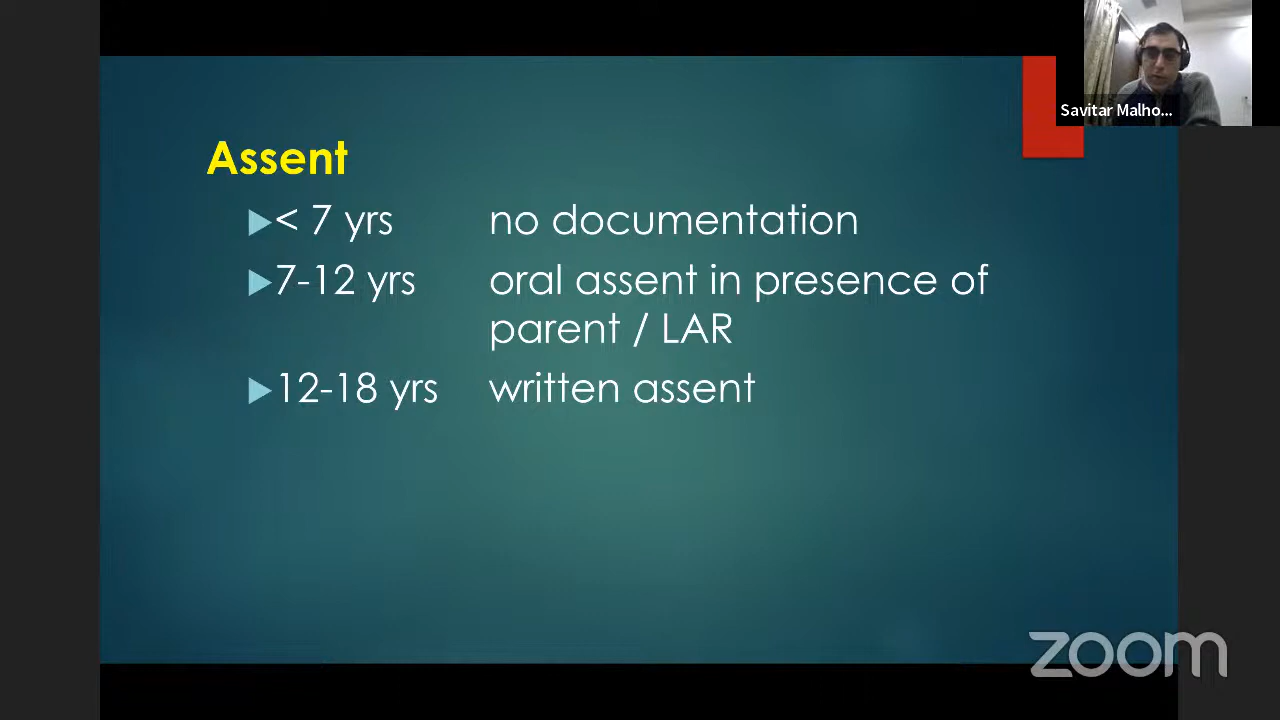 Savitar Malho...
Assent
< 7 yrs no documentation
7-12 yrs oral assent in presence of
parent / LAR
12-18 yrs written assent
zoom